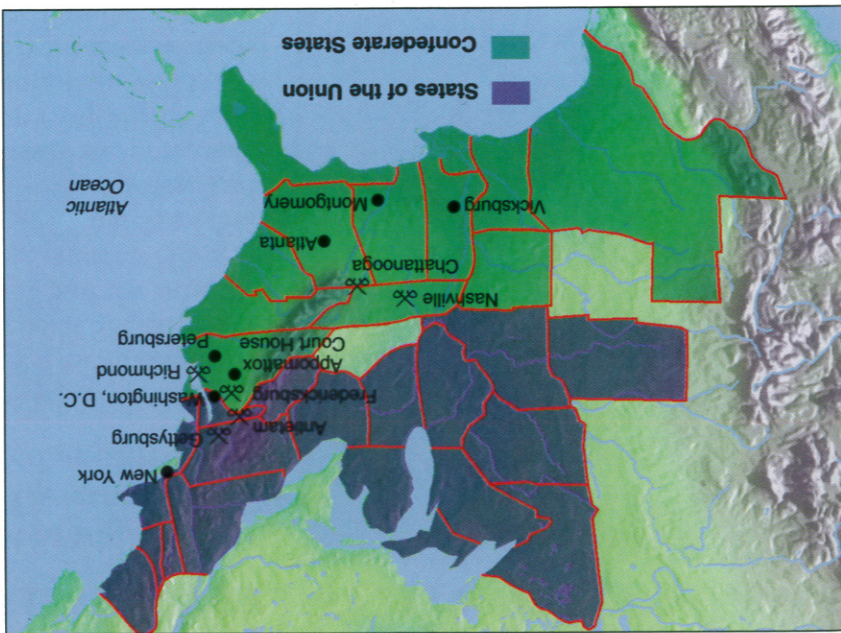 New York
Gettysburg
Antietam
Washington, D.C.
Fredericksburg
Richmond
Appomattox
Court House
Petersburg
Nashville
Chattanooga
Atlanta
Vicksburg
Montgomery
Atlantic
Ocean
States of the Union
Confederate States